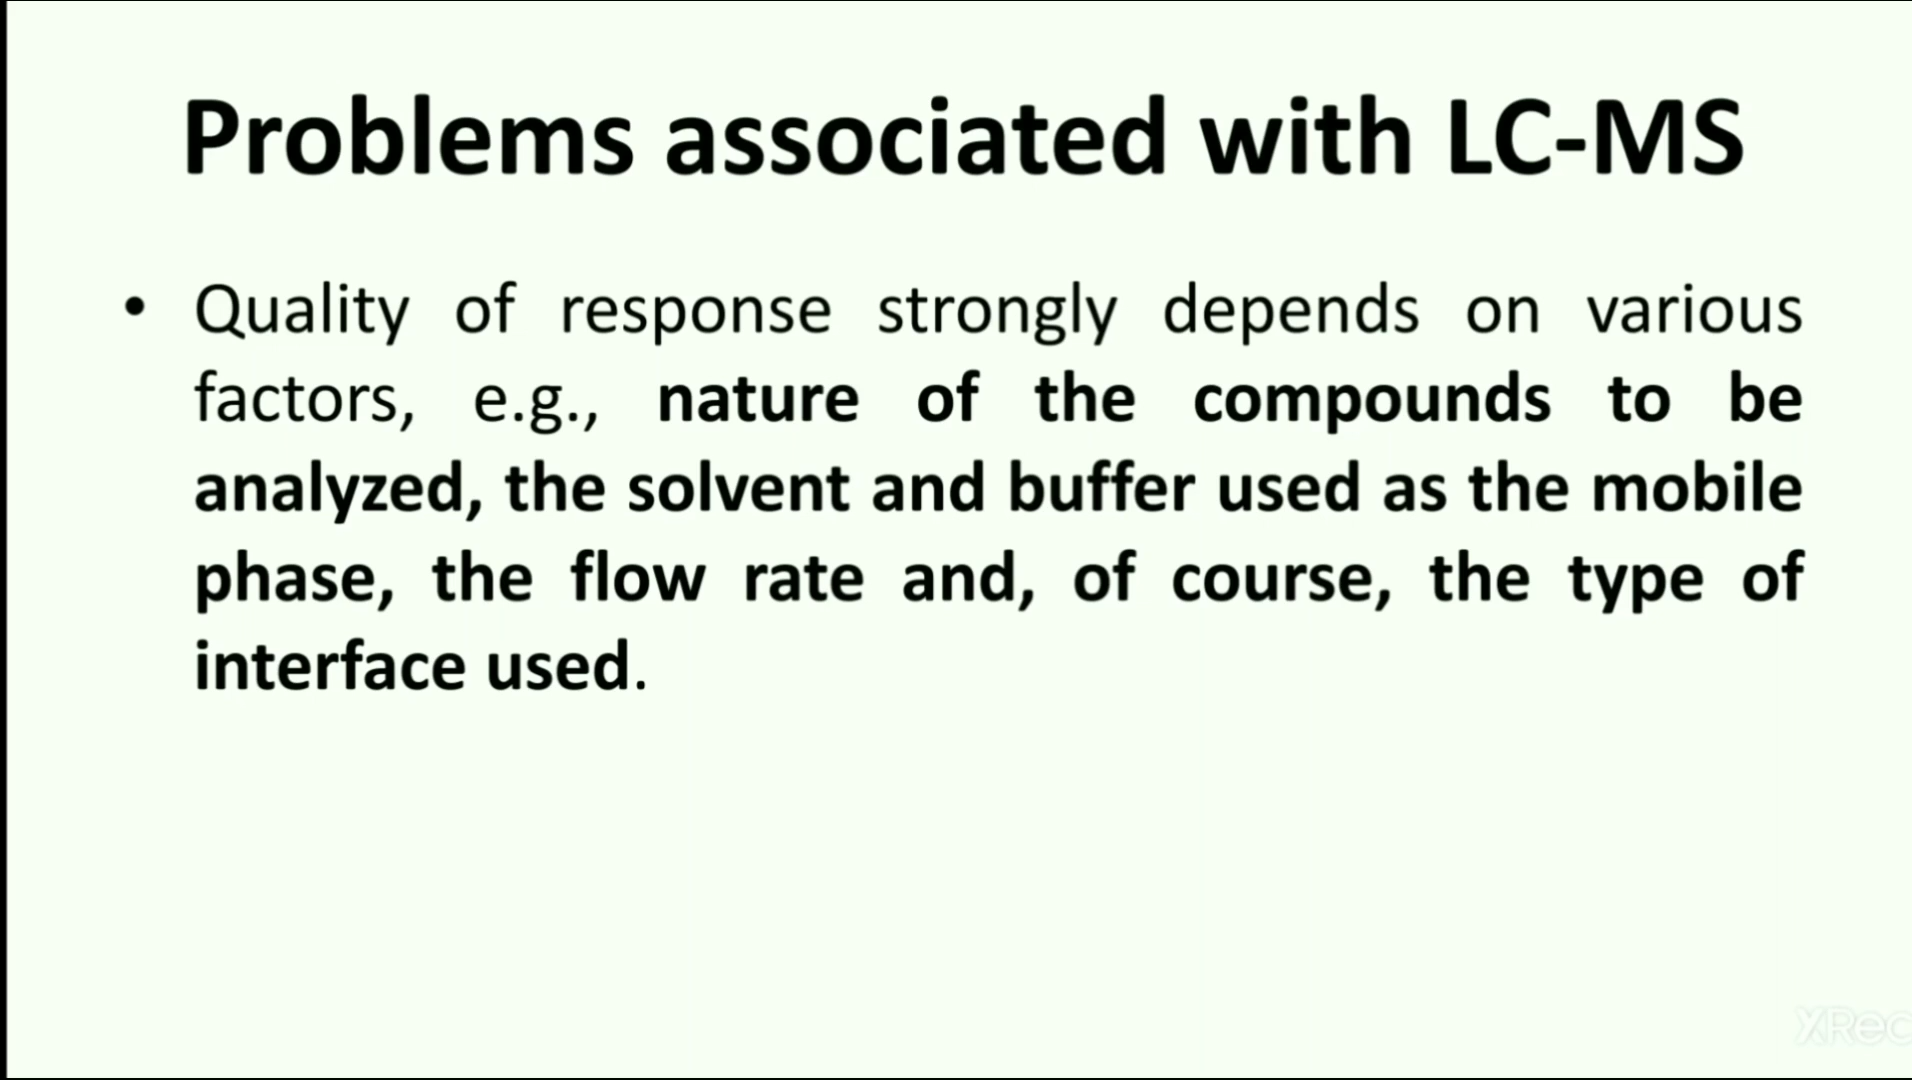 Problems associated with LC-MS
• Quality of response strongly depends on various
factors, e.g., nature of the compounds to be
analyzed, the solvent and buffer used as the mobile
phase, the flow rate and, of course, the type of
interface used.
XRec